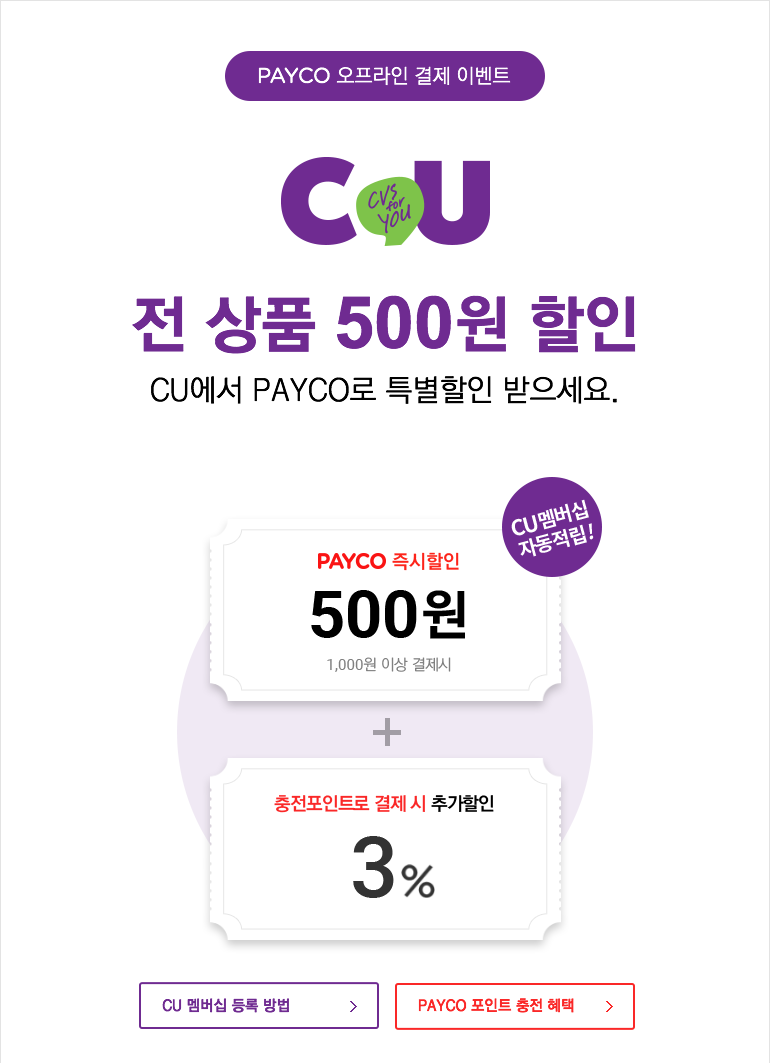 PAYCO 오프라인 결제 이벤트
CU
CVS
for
YOU
전 상품 500원 할인
CU에서 PAYCO로 특별할인 받으세요.
CU멤버십
자동적립!
PAYCO 즉시할인
500원
1,000원 이상 결제시
+
충전포인트로 결제 시 추가할인
3%
CU 멤버십 등록 방법 >
PAYCO 포인트 충전 혜택 >